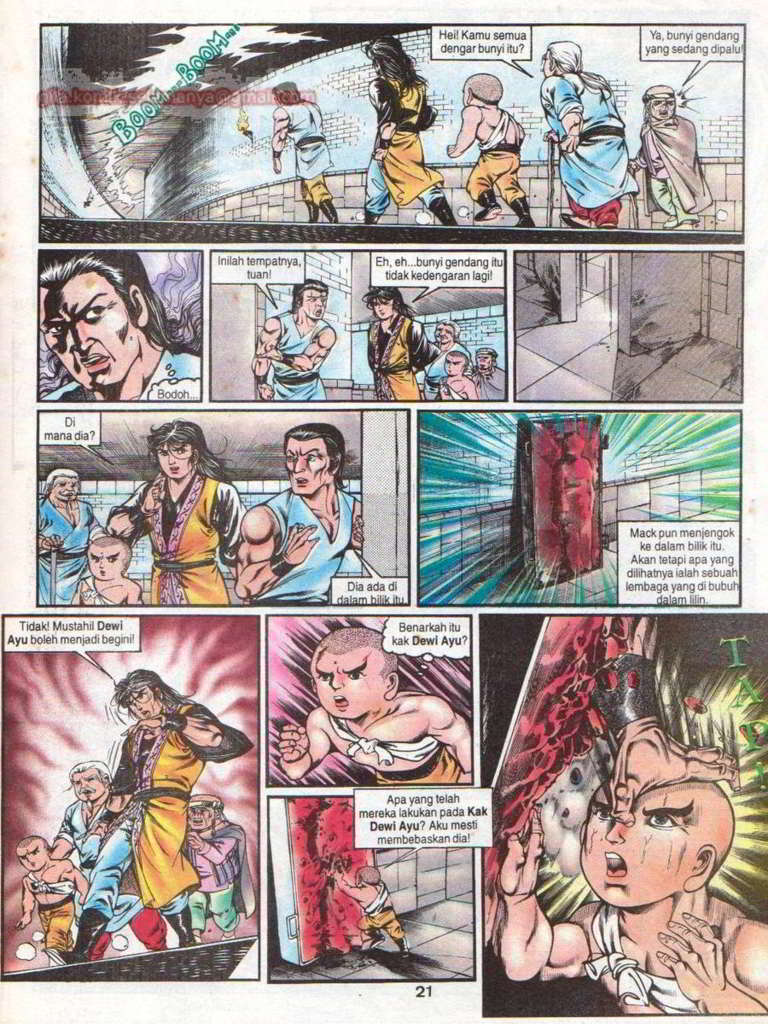 Hei! Kamu semua
dengar bunyi itu?
Ya, bunyi gendang
yang sedang dipalu!
BOOM...BOOM...
Bodoh...
Inilah tempatnya,
tuan!
Eh, eh...bunyi gendang itu
tidak kedengaran lagi!
Di
mana dia?
Dia ada di
dalam bilik itu
Mack pun menjengok
ke dalam bilik itu.
Akan tetapi apa yang
dilihatnya ialah sebuah
lembaga yang di bubuh
dalam lilin.
Tidak! Mustahil Dewi
Ayu boleh menjadi begini!
Benarkah itu
kak Dewi Ayu?
Apa yang telah
mereka lakukan pada Kak
Dewi Ayu? Aku mesti
membebaskan dia!
TAP!
21